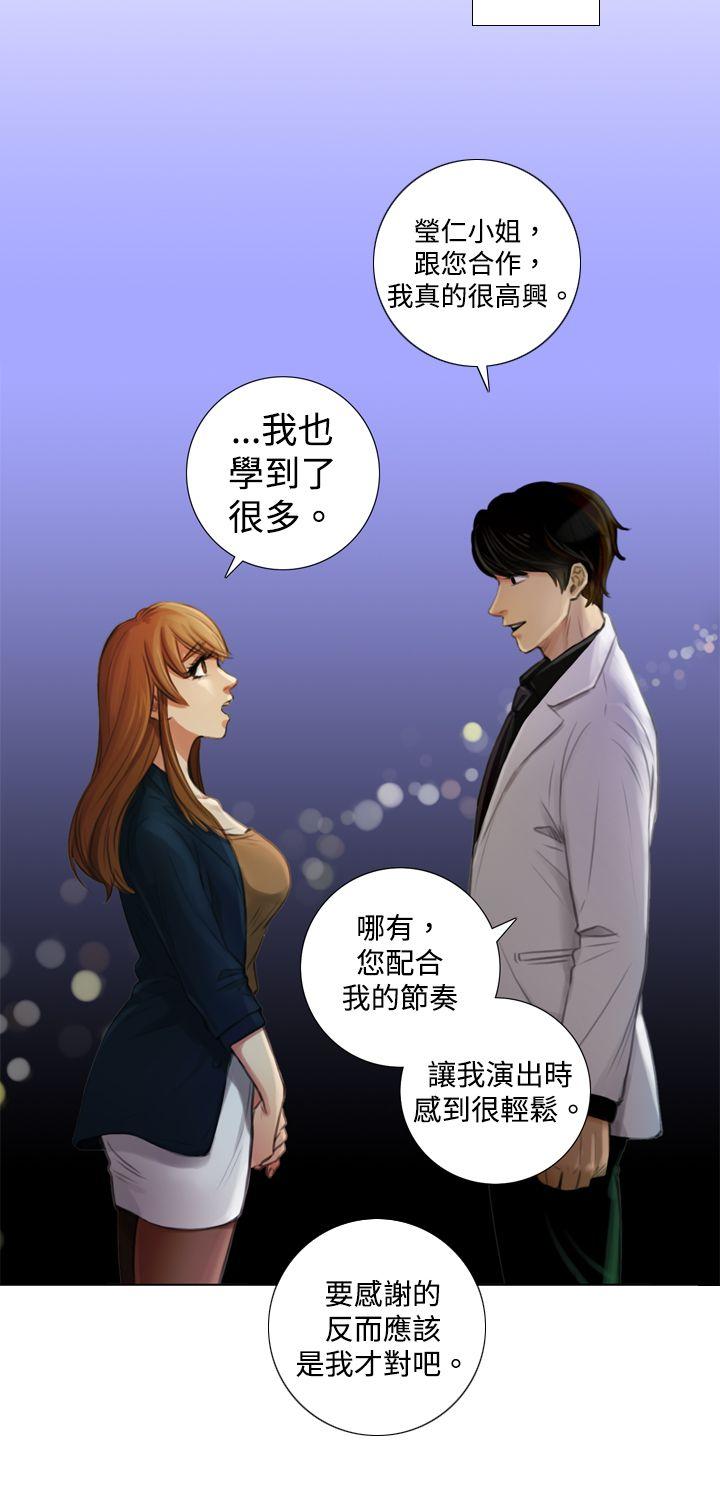 瑩仁小姐，
跟您合作，
我真的很高興。
…我也
學到了
很多。
哪有，
您配合
我的節奏
讓我演出時
感到很輕鬆。
要感謝的
反而應該
是我才對吧。